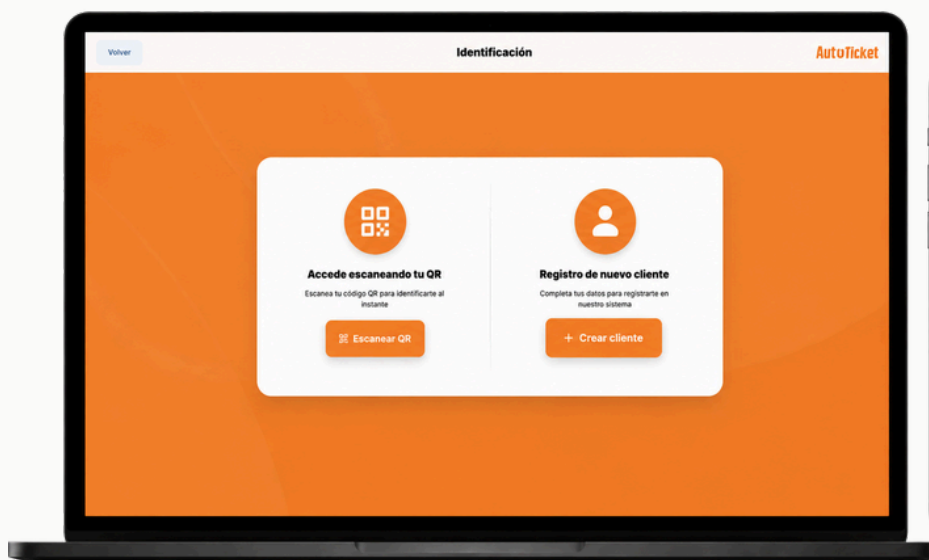 Volver
Identificación
AutoTicket
Accede escaneando tu QR
Escanea tu código QR para identificarte al
instante
Escanear QR
Registro de nuevo cliente
Completa tus datos para registrarte en
nuestro sistema
+ Crear cliente